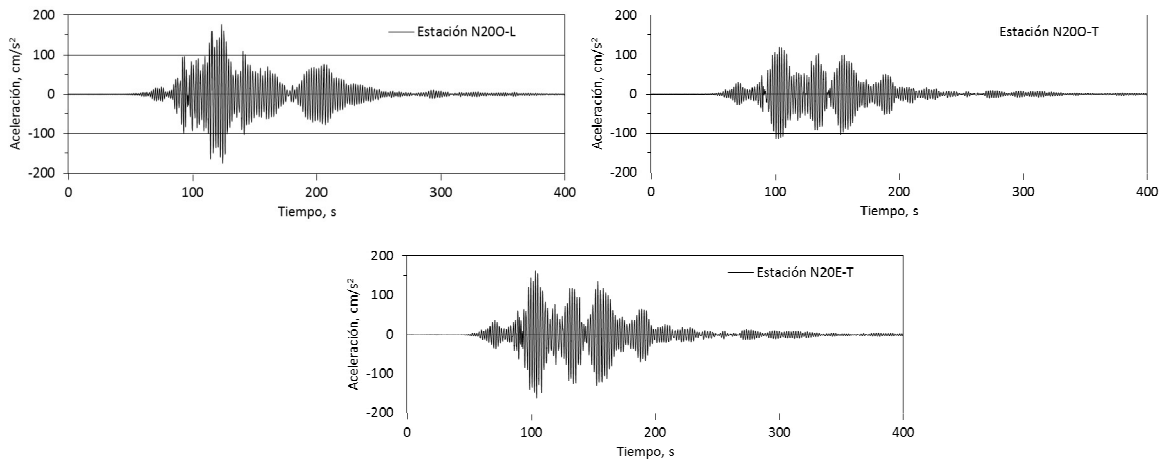 200
100
0
-100
-200
Aceleración, cm/s²
Estación N20O-L
0 100 200 300 400
Tiempo, s
200
100
0
-100
-200
Aceleración, cm/s²
Estación N20O-T
0 100 200 300 400
Tiempo, s
200
100
0
-100
-200
Aceleración, cm/s²
Estación N20E-T
0 100 200 300 400
Tiempo, s